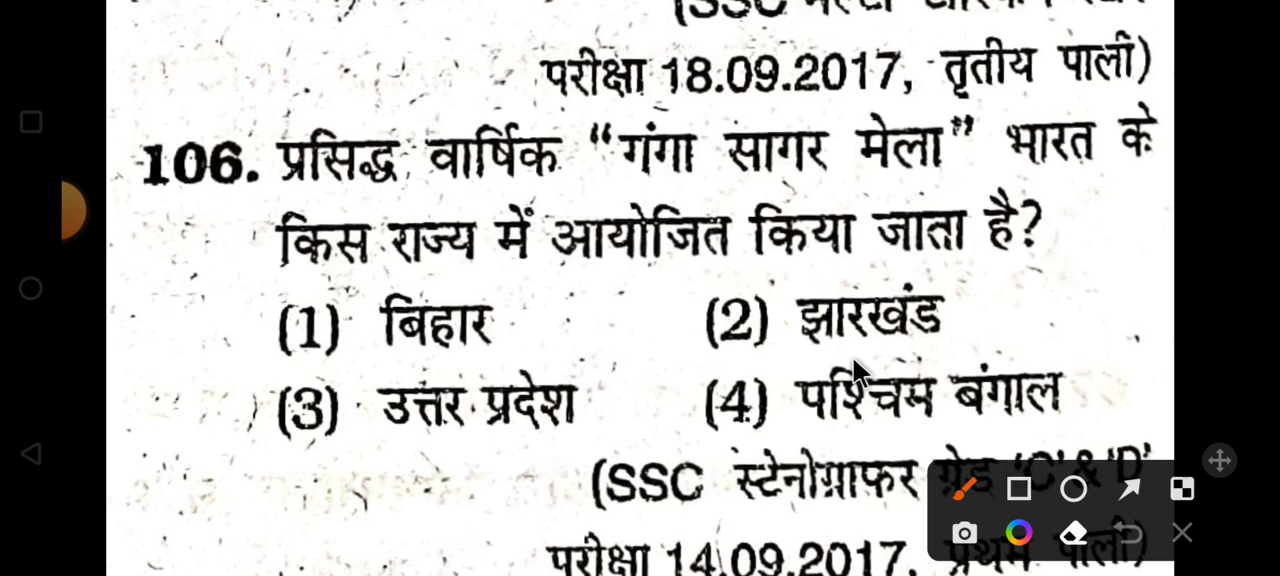 परीक्षा 18.09.2017, तृतीय पाली)
106. प्रसिद्ध वार्षिक “गंगा सागर मेला” भारत के
किस राज्य में आयोजित किया जाता है?
(1) बिहार (2) झारखंड
(3) उत्तर प्रदेश (4) पश्चिम बंगाल
(SSC स्टेनोग्राफर ग्रेड 'C' & 'D'
परीक्षा 14.09.2017, प्रथम पाली)